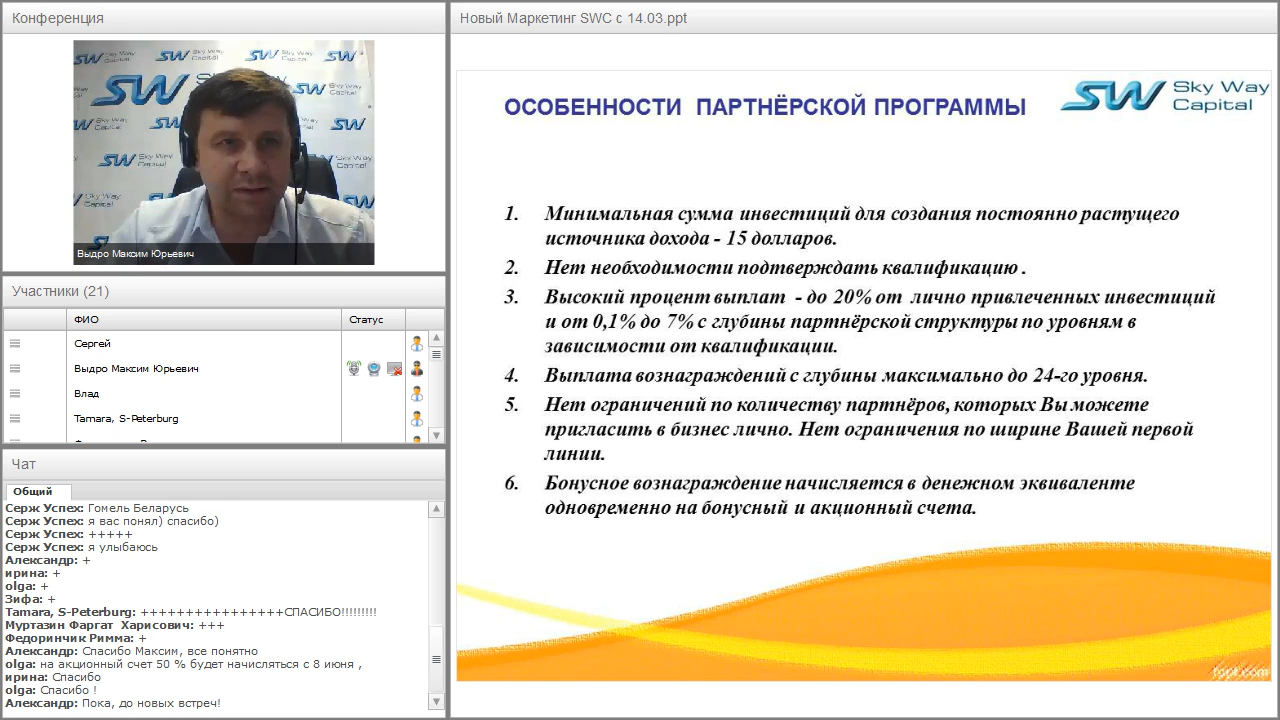 Конференция
SW Sky Way Capital
Выдро Максим Юрьевич
Участники (21)
ФИО Статус
Сергей
Выдро Максим Юрьевич
Влад
Tamara, S-Peterburg
Чат
Общий
Серж Успех: Гомель Беларусь
Серж Успех: я вас понял) спасибо)
Серж Успех: +++++
Серж Успех: я улыбаюсь
Александр: +
ирина: +
olga: +
Зифа: +
Tamara, S-Peterburg: ++++++++++++++++СПАСИБО!!!!!!!!!
Муртазин Фаргат Харисович: +++
Федоринчик Римма: +
Александр: Спасибо Максим, все понятно
olga: на акционный счет 50 % будет начисляться с 8 июня ,
ирина: Спасибо
olga: Спасибо !
Александр: Пока, до новых встреч!
Новый Маркетинг SWC с 14.03.ppt
ОСОБЕННОСТИ ПАРТНЁРСКОЙ ПРОГРАММЫ
SW Sky Way
Capital
1. Минимальная сумма инвестиций для создания постоянно растущего
источника дохода - 15 долларов.
2. Нет необходимости подтверждать квалификацию .
3. Высокий процент выплат - до 20% от лично привлеченных инвестиций
и от 0,1% до 7% с глубины партнёрской структуры по уровням в
зависимости от квалификации.
4. Выплата вознаграждений с глубины максимально до 24-го уровня.
5. Нет ограничений по количеству партнёров, которых Вы можете
пригласить в бизнес лично. Нет ограничения по ширине Вашей первой
линии.
6. Бонусное вознаграждение начисляется в денежном эквиваленте
одновременно на бонусный и акционный счета.
fppt.com